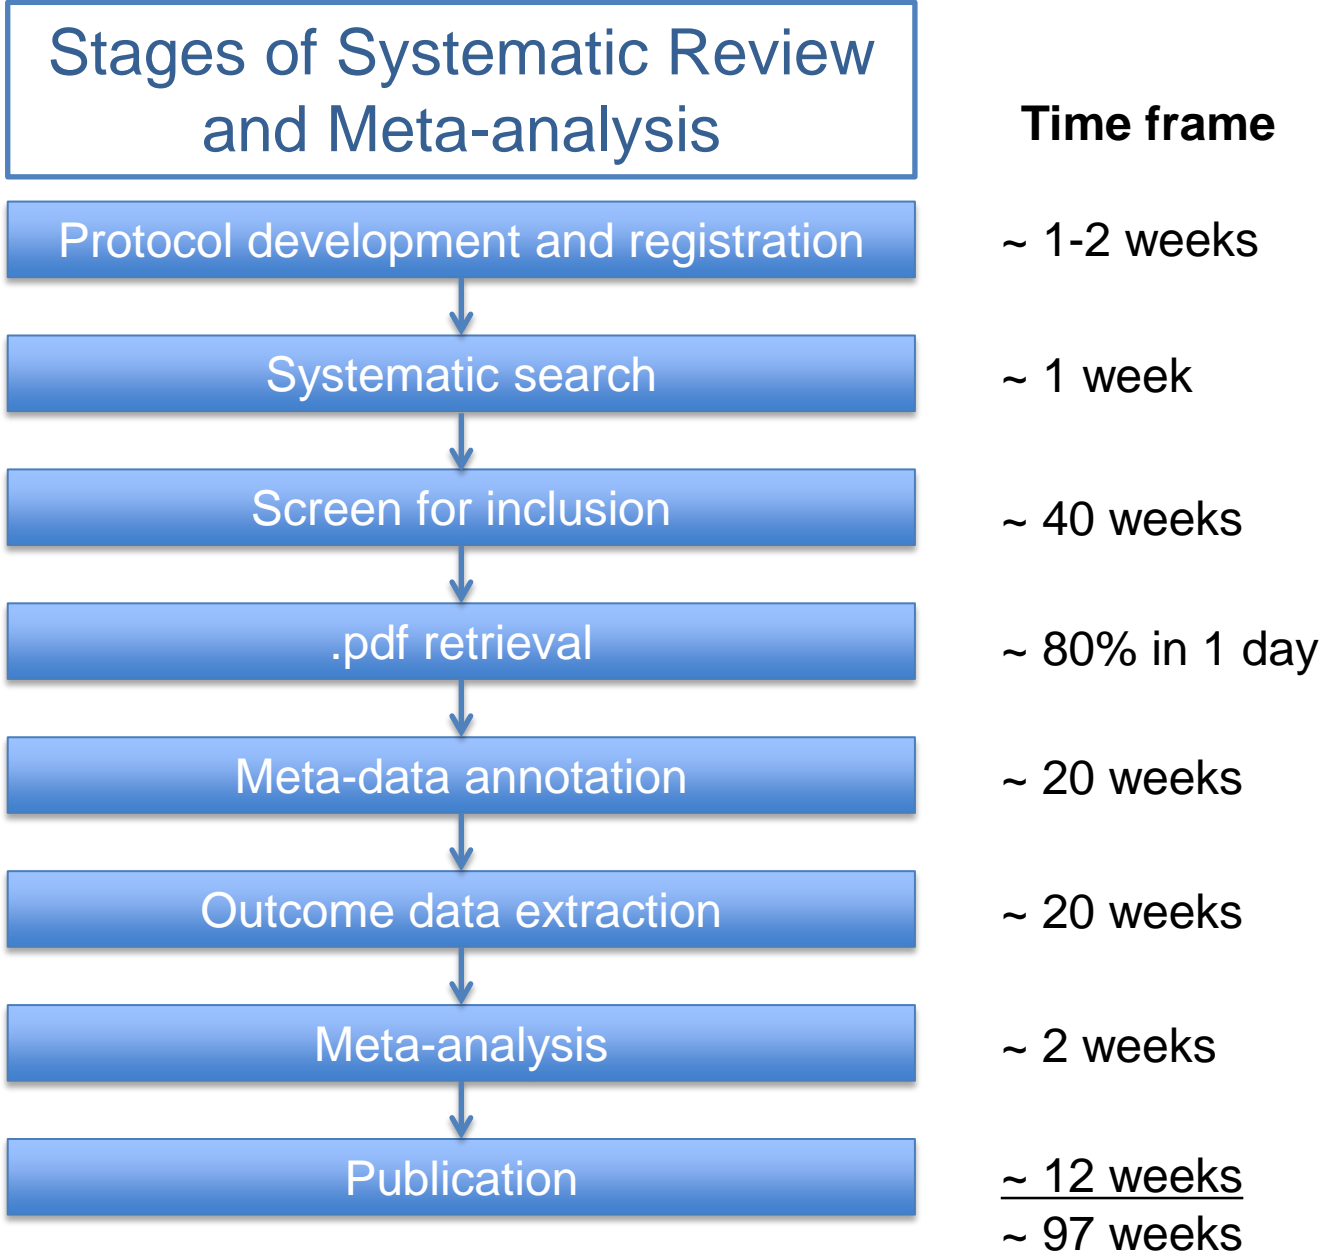 Stages of Systematic Review
and Meta-analysis
Time frame
Protocol development and registration
~ 1-2 weeks
Systematic search
~ 1 week
Screen for inclusion
~ 40 weeks
.pdf retrieval
~ 80% in 1 day
Meta-data annotation
~ 20 weeks
Outcome data extraction
~ 20 weeks
Meta-analysis
~ 2 weeks
Publication
~ 12 weeks
~ 97 weeks